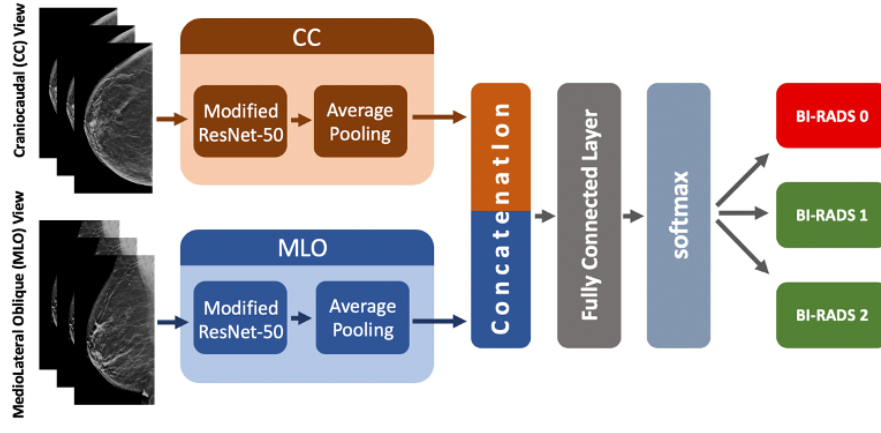 Craniocaudal (CC) View
CC
Modified
ResNet-50
Average
Pooling
MedioLateral Oblique (MLO) View
MLO
Modified
ResNet-50
Average
Pooling
Concatenation
Fully Connected Layer
softmax
BI-RADS 0
BI-RADS 1
BI-RADS 2